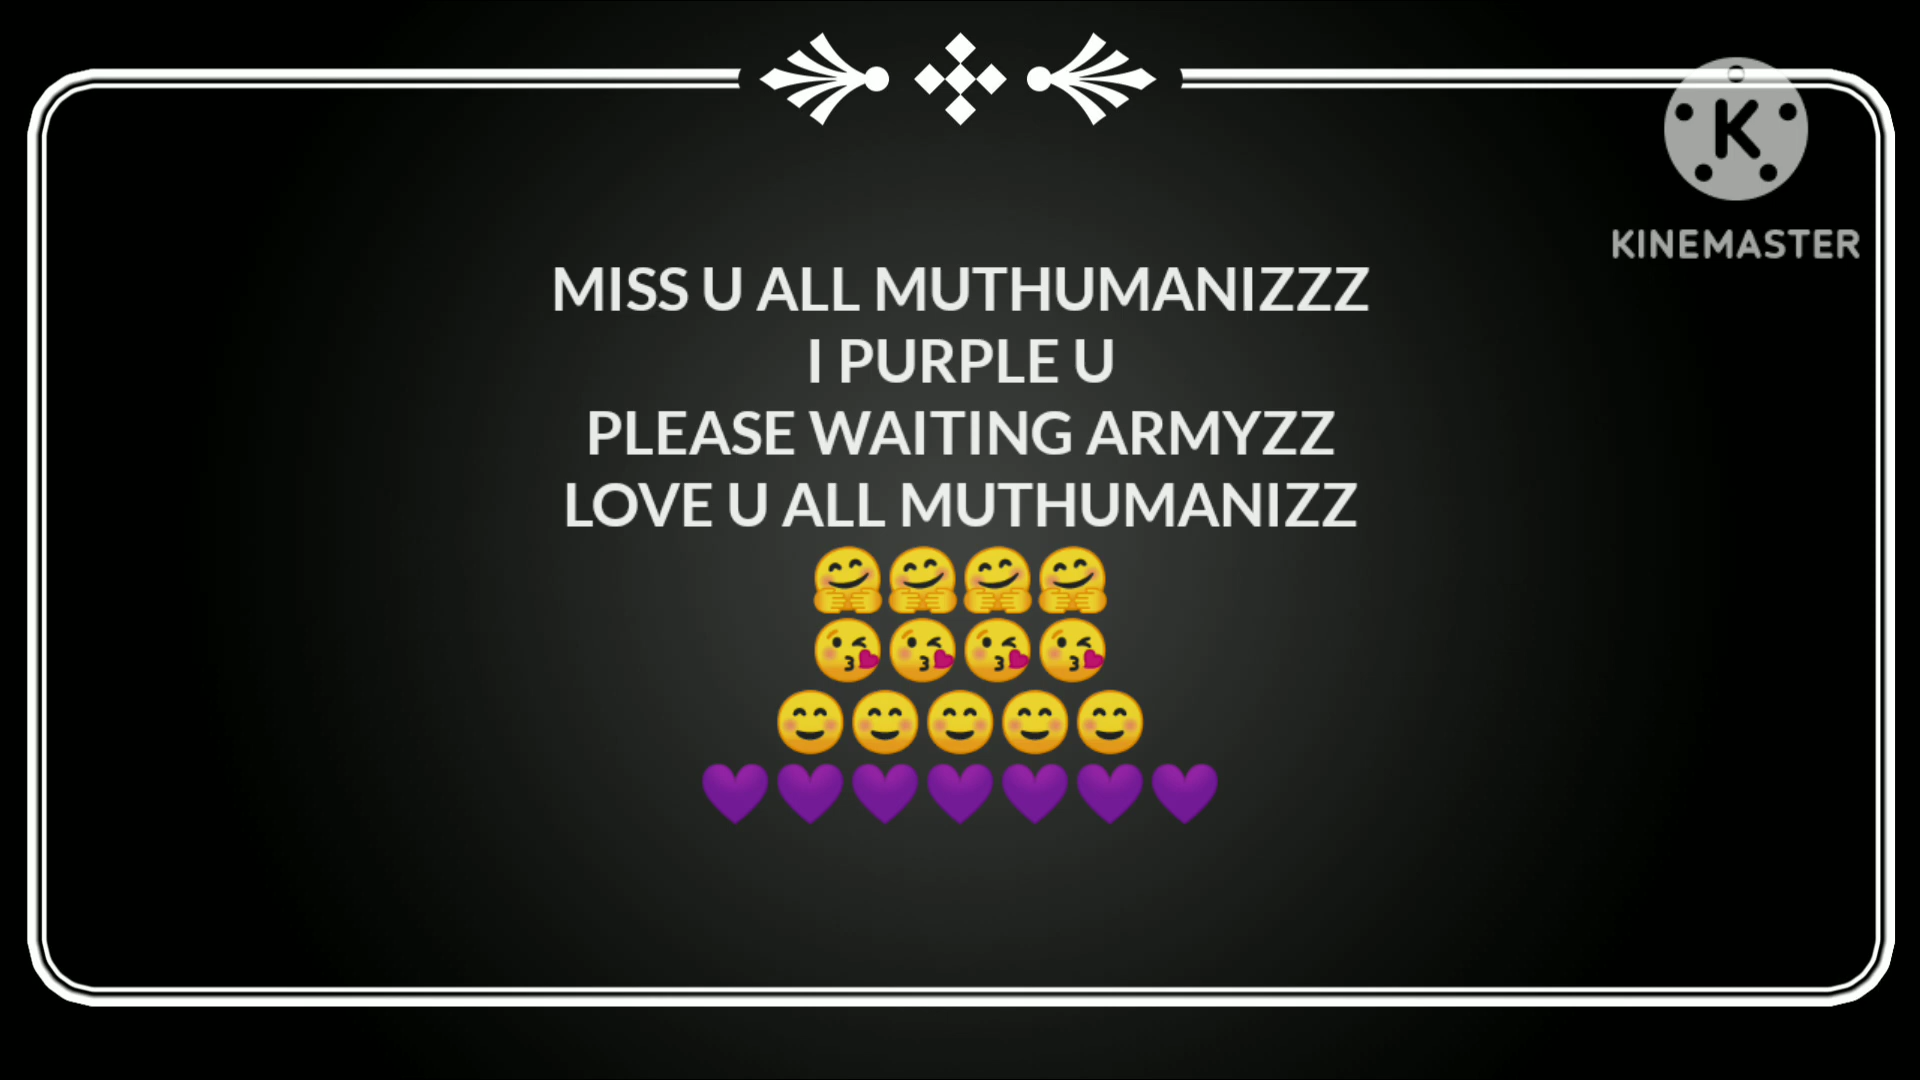 K
KINEMASTER
MISS U ALL MUTHUMANIZZZ
I PURPLE U
PLEASE WAITING ARMYZZ
LOVE U ALL MUTHUMANIZZ
🤗🤗🤗🤗
😘😘😘😘
😊😊😊😊😊
💜💜💜💜💜💜💜